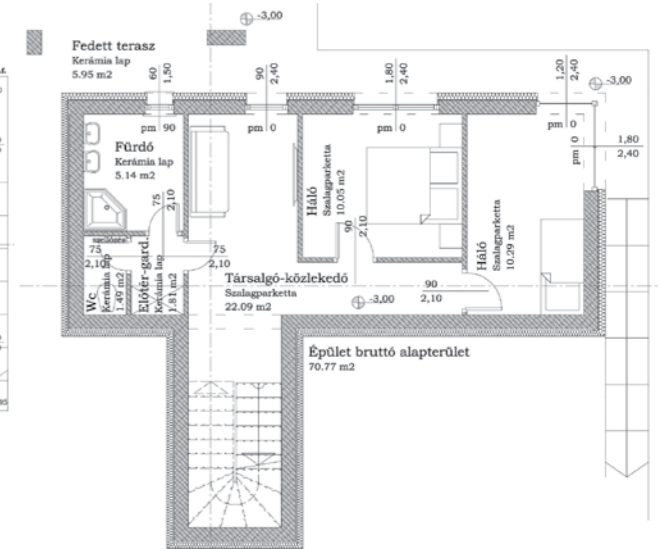 -3,00
Fedett terasz
Kerámia lap
5.95 m2
60
1,50
90
2,40
1,80
2,40
1,20
2,40
-3,00
pm 90
pm 0
pm 0
pm 0
pm 0
1,80
2,40
Fürdő
Kerámia lap
5.14 m2
75
2,10
Háló
Szalagparketta
10.05 m2
90
2,10
Háló
Szalagparketta
10.29 m2
szellőzés
75
2,10
75
2,10
Wc
Kerámia lap
1.49 m2
Előtér-gard.
Kerámia lap
1.81 m2
Társalgó-közlekedő
Szalagparketta
22.09 m2
-3,00
90
2,10
Épület bruttó alapterület
70.77 m2